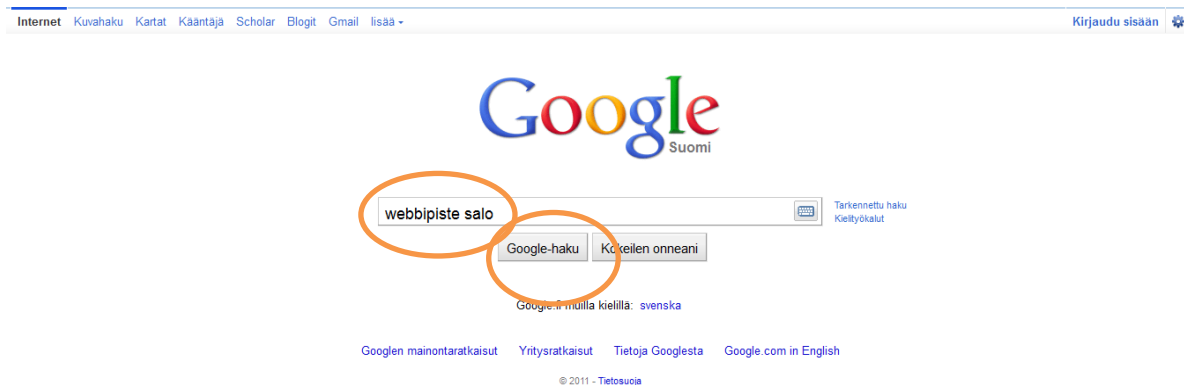 Internet Kuvahaku Kartat Kääntäjä Scholar Blogit Gmail lisää Kirjaudu sisään
Google
Suomi
webbipiste salo
Tarkennettu haku
Kielityökalut
Google-haku Kokeilen onneani
Google.fi muilla kielillä: svenska
Googlen mainontaratkaisut Yritysratkaisut Tietoja Googlesta Google.com in English
© 2011 - Tietosuoja